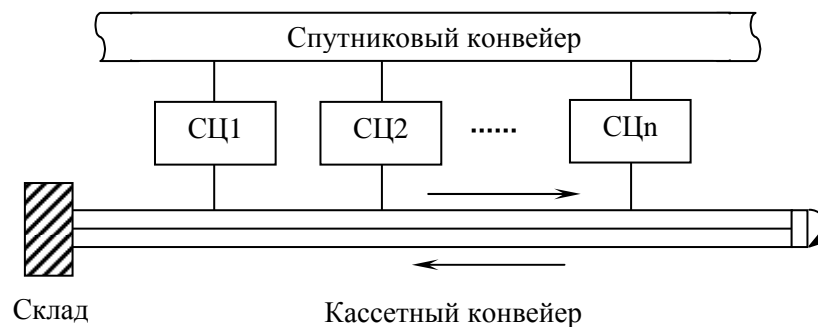 Спутниковый конвейер
СЦ1 СЦ2 ...... СЦn
Склад Кассетный конвейер